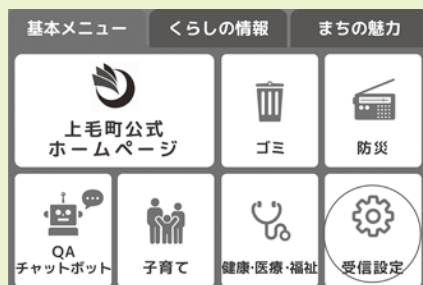 基本メニュー
くらしの情報
まちの魅力
上毛町公式
ホームページ
ゴミ
防災
QA
チャットボット
子育て
健康・医療・福祉
受信設定